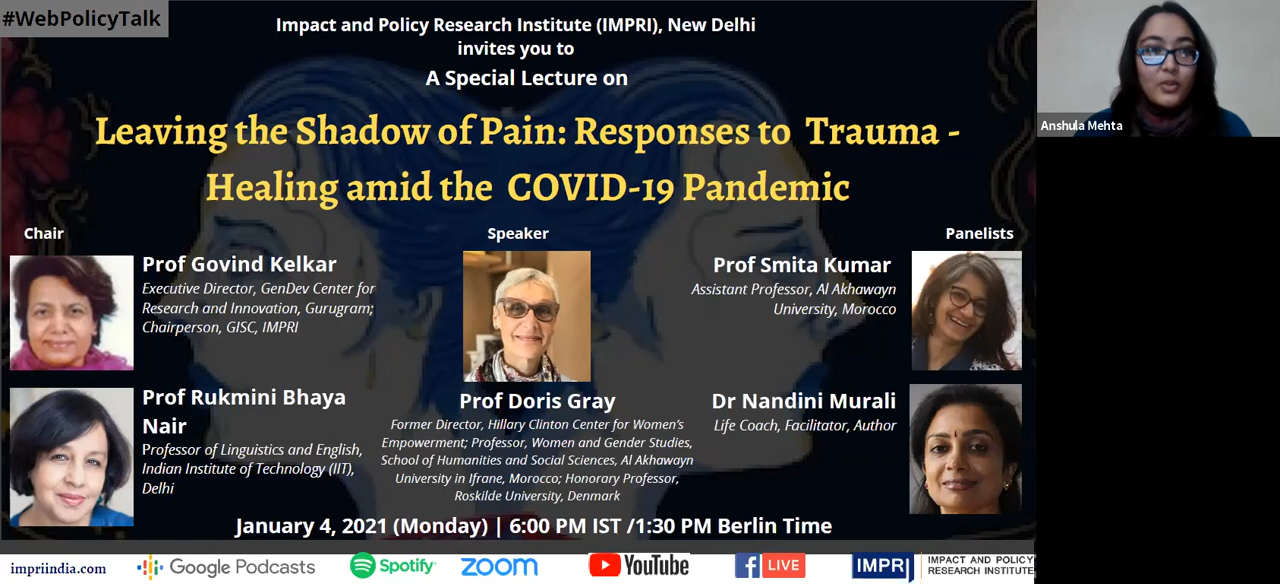 #WebPolicyTalk
Impact and Policy Research Institute (IMPRI), New Delhi
invites you to
A Special Lecture on
Leaving the Shadow of Pain: Responses to Trauma -
Healing amid the COVID-19 Pandemic
Chair
Prof Govind Kelkar
Executive Director, GenDev Center for
Research and Innovation, Gurugram;
Chairperson, GISC, IMPRI
Prof Rukmini Bhaya
Nair
Professor of Linguistics and English,
Indian Institute of Technology (IIT),
Delhi
Speaker
Prof Doris Gray
Former Director, Hillary Clinton Center for Women's
Empowerment; Professor, Women and Gender Studies,
School of Humanities and Social Sciences, Al Akhawayn
University in Ifrane, Morocco; Honorary Professor,
Roskilde University, Denmark
Panelists
Prof Smita Kumar
Assistant Professor, Al Akhawayn
University, Morocco
Dr Nandini Murali
Life Coach, Facilitator, Author
January 4, 2021 (Monday) | 6:00 PM IST /1:30 PM Berlin Time
impriindia.com
Google Podcasts
Spotify
zoom
YouTube
f LIVE
IMPRI
IMPACT AND POLICY
RESEARCH INSTITUTE
Anshula Mehta